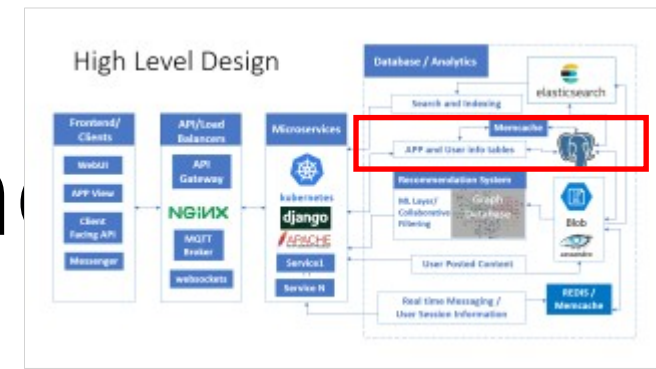 High Level Design
Database / Analytics
elasticsearch
Search and Indexing
Frontend/
Clients
API/Load
Balancers
Microservices
Memcache
APP and User info tables
WebUI
API
Gateway
kubernetes
Recommendation System
APP View
NGiNX
django
ML Layer/
Collaborative
Filtering
Graph
Database
Blob
Client
Facing API
MQTT
Broker
APACHE
cassandra
Messenger
websockets
Service1
User Posted Content
Service N
Real time Messaging /
User Session Information
REDIS /
Memcache